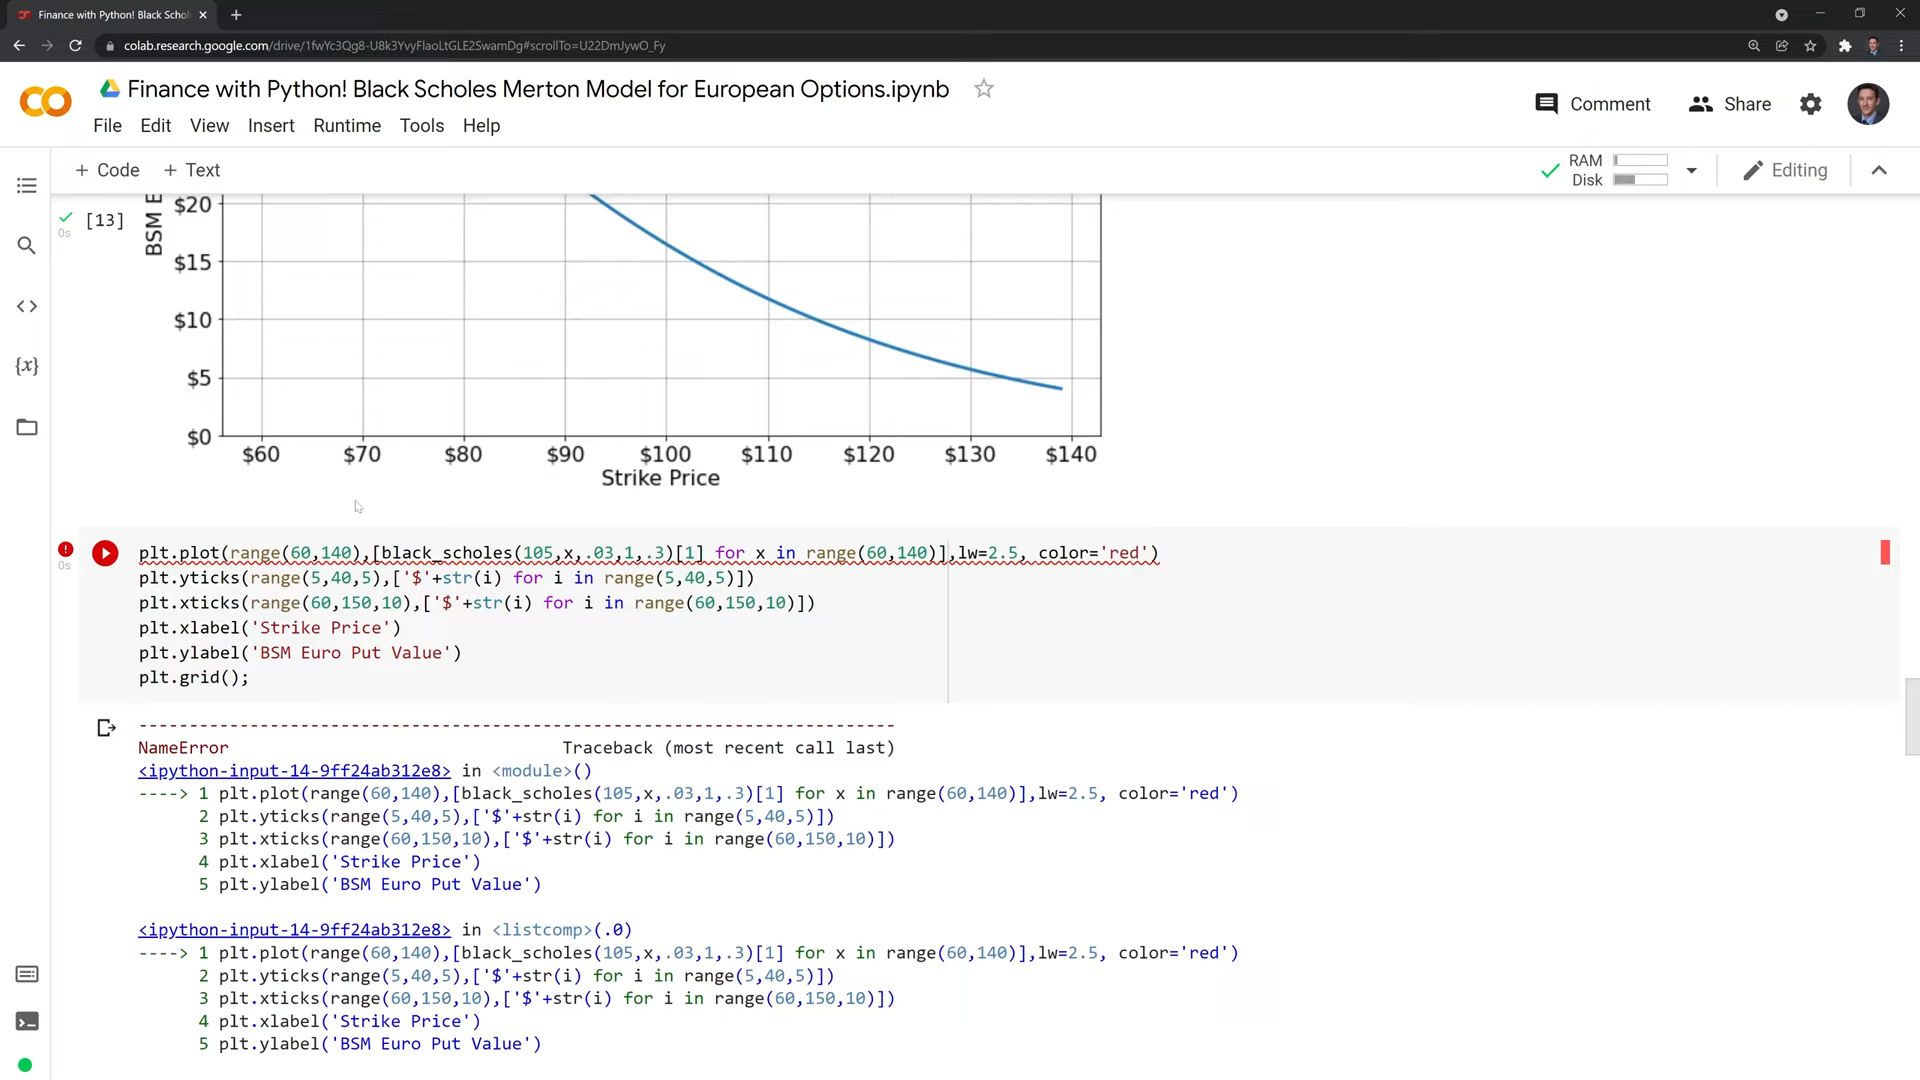 Finance with Python! Black Schol
colab.research.google.com/drive/1fwYc3Qg8-U8k3YvyFlaoLtGLE2SwamDg#scrollTo=U22DmJywO_Fy
Finance with Python! Black Scholes Merton Model for European Options.ipynb
Comment
Share
File Edit View Insert Runtime Tools Help
+ Code + Text
RAM
Disk
Editing
[13]
0s
BSM E
$20
$15
$10
$5
$0
$60 $70 $80 $90 $100 $110 $120 $130 $140
Strike Price
0s
plt.plot(range(60,140),[black_scholes(105,x,.03,1,.3)[1] for x in range(60,140)],lw=2.5, color='red')
plt.yticks(range(5,40,5),['$'+str(i) for i in range(5,40,5)])
plt.xticks(range(60,150,10),['$'+str(i) for i in range(60,150,10)])
plt.xlabel('Strike Price')
plt.ylabel('BSM Euro Put Value')
plt.grid();
---------------------------------------------------------------------------
NameError Traceback (most recent call last)
<ipython-input-14-9ff24ab312e8> in <module>()
----> 1 plt.plot(range(60,140),[black_scholes(105,x,.03,1,.3)[1] for x in range(60,140)],lw=2.5, color='red')
2 plt.yticks(range(5,40,5),['$'+str(i) for i in range(5,40,5)])
3 plt.xticks(range(60,150,10),['$'+str(i) for i in range(60,150,10)])
4 plt.xlabel('Strike Price')
5 plt.ylabel('BSM Euro Put Value')
<ipython-input-14-9ff24ab312e8> in <listcomp>(.0)
----> 1 plt.plot(range(60,140),[black_scholes(105,x,.03,1,.3)[1] for x in range(60,140)],lw=2.5, color='red')
2 plt.yticks(range(5,40,5),['$'+str(i) for i in range(5,40,5)])
3 plt.xticks(range(60,150,10),['$'+str(i) for i in range(60,150,10)])
4 plt.xlabel('Strike Price')
5 plt.ylabel('BSM Euro Put Value')